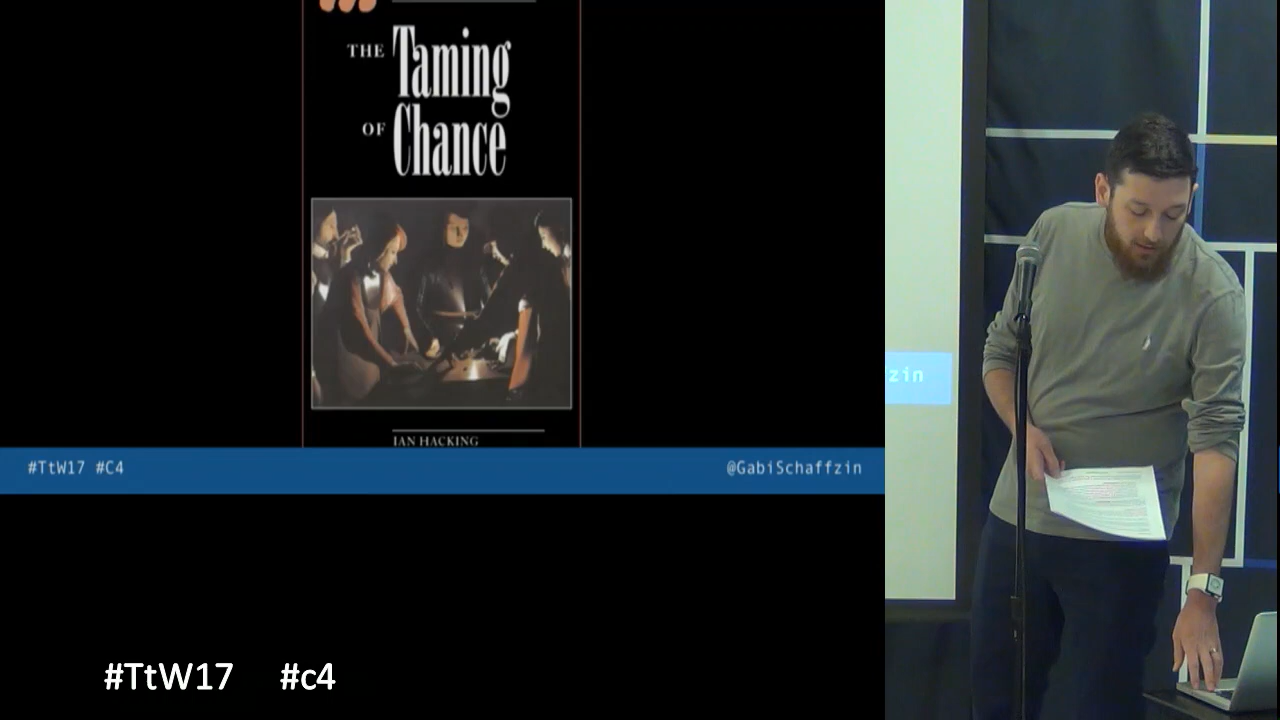 THE Taming
OF Chance
IAN HACKING
#TtW17 #C4
@GabiSchaffzin
zin
#TtW17 #c4